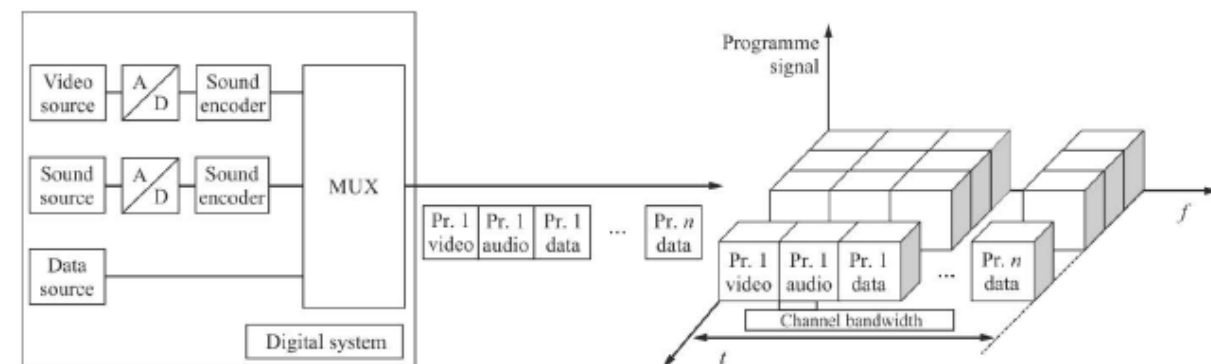 Programme
signal
Video
source
A
D
Sound
encoder
Sound
source
A
D
Sound
encoder
MUX
Data
source
Digital system
Pr. 1
video
Pr. 1
audio
Pr. 1
data
...
Pr. n
data
f
Pr. 1
video
Pr. 1
audio
Pr. 1
data
...
Pr. n
data
Channel bandwidth
t